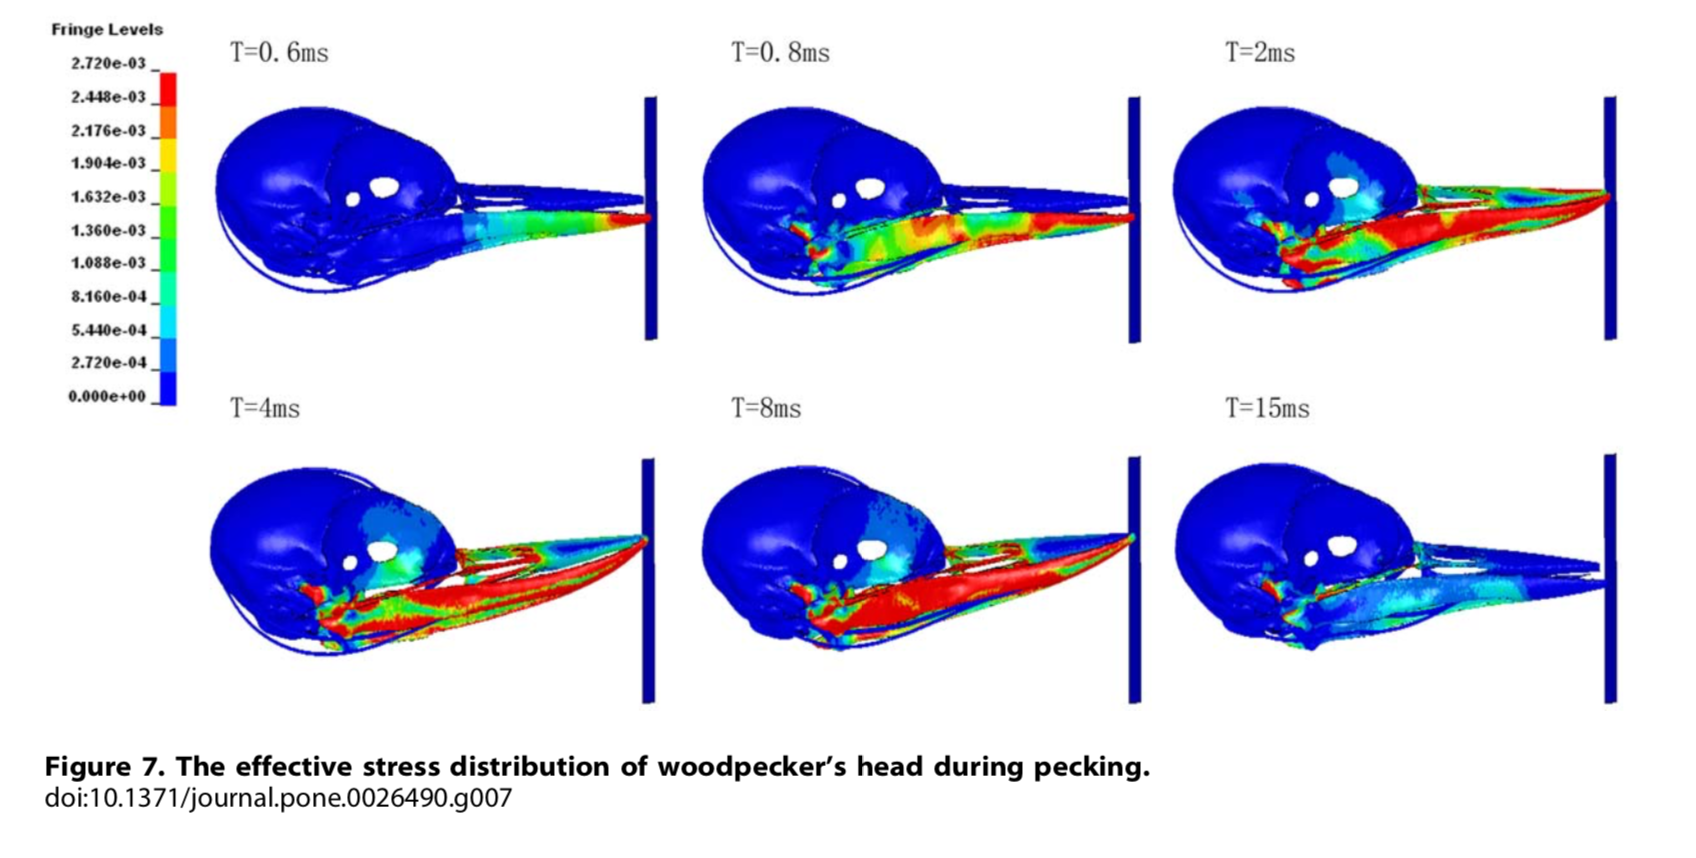 Fringe Levels
2.720e-03
2.448e-03
2.176e-03
1.904e-03
1.632e-03
1.360e-03
1.088e-03
8.160e-04
5.440e-04
2.720e-04
0.000e+00
T=0.6ms
T=0.8ms
T=2ms
T=4ms
T=8ms
T=15ms
Figure 7. The effective stress distribution of woodpecker's head during pecking.
doi:10.1371/journal.pone.0026490.g007